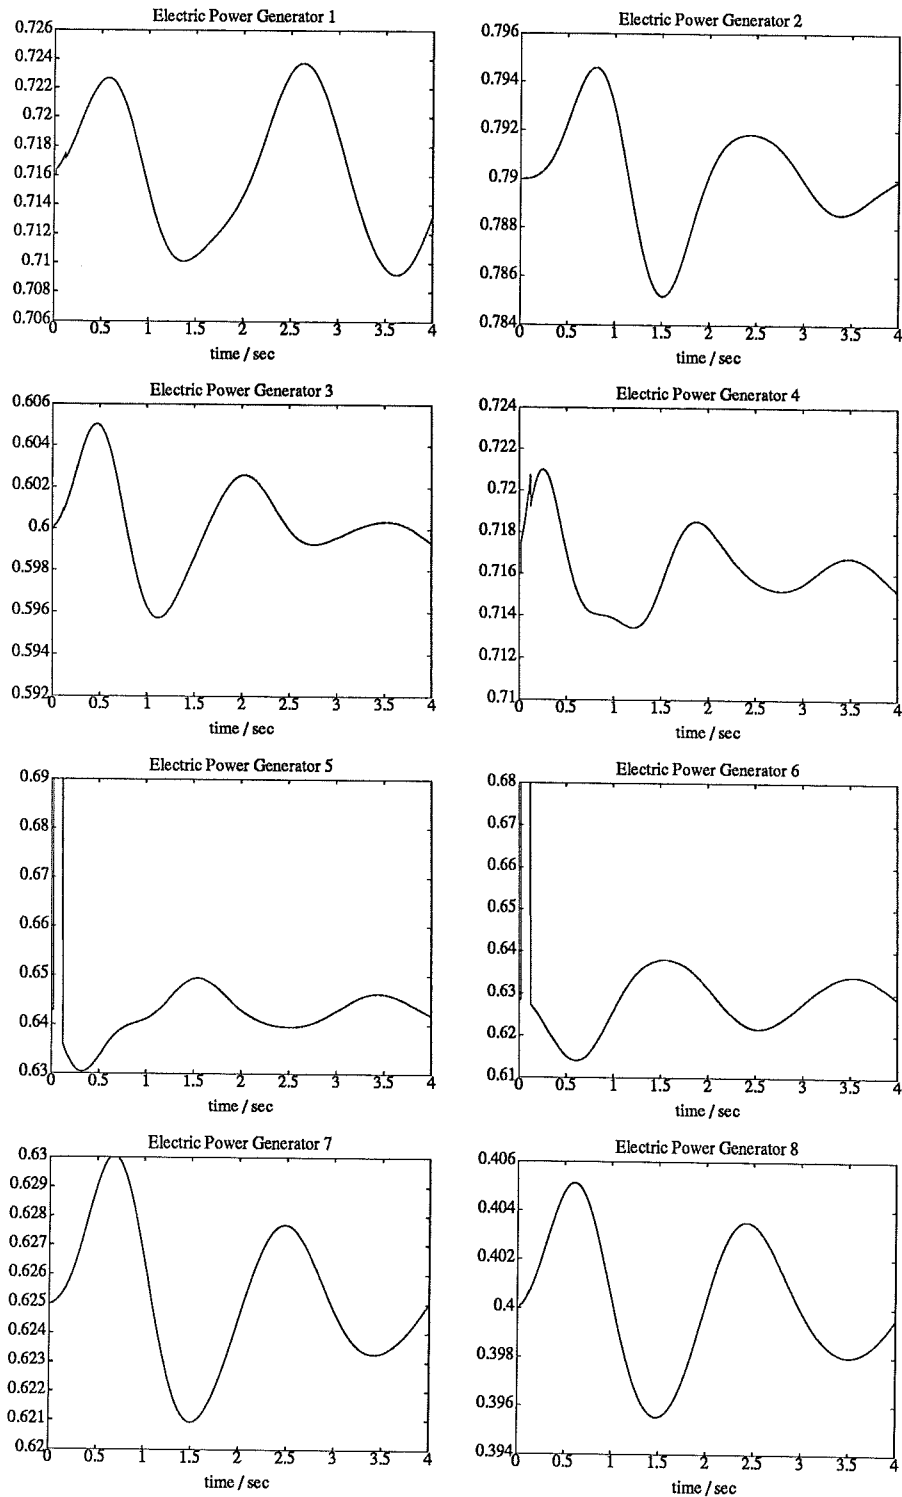 Electric Power Generator 1
0.726
0.724
0.722
0.72
0.718
0.716
0.714
0.712
0.71
0.708
0.706
0 0.5 1 1.5 2 2.5 3 3.5 4
time / sec
Electric Power Generator 2
0.796
0.794
0.792
0.79
0.788
0.786
0.784
0 0.5 1 1.5 2 2.5 3 3.5 4
time / sec
Electric Power Generator 3
0.606
0.604
0.602
0.6
0.598
0.596
0.594
0.592
0 0.5 1 1.5 2 2.5 3 3.5 4
time / sec
Electric Power Generator 4
0.724
0.722
0.72
0.718
0.716
0.714
0.712
0.71
0 0.5 1 1.5 2 2.5 3 3.5 4
time / sec
Electric Power Generator 5
0.69
0.68
0.67
0.66
0.65
0.64
0.63
0 0.5 1 1.5 2 2.5 3 3.5 4
time / sec
Electric Power Generator 6
0.68
0.67
0.66
0.65
0.64
0.63
0.62
0.61
0 0.5 1 1.5 2 2.5 3 3.5 4
time / sec
Electric Power Generator 7
0.63
0.629
0.628
0.627
0.626
0.625
0.624
0.623
0.622
0.621
0.62
0 0.5 1 1.5 2 2.5 3 3.5 4
time / sec
Electric Power Generator 8
0.406
0.404
0.402
0.4
0.398
0.396
0.394
0 0.5 1 1.5 2 2.5 3 3.5 4
time / sec